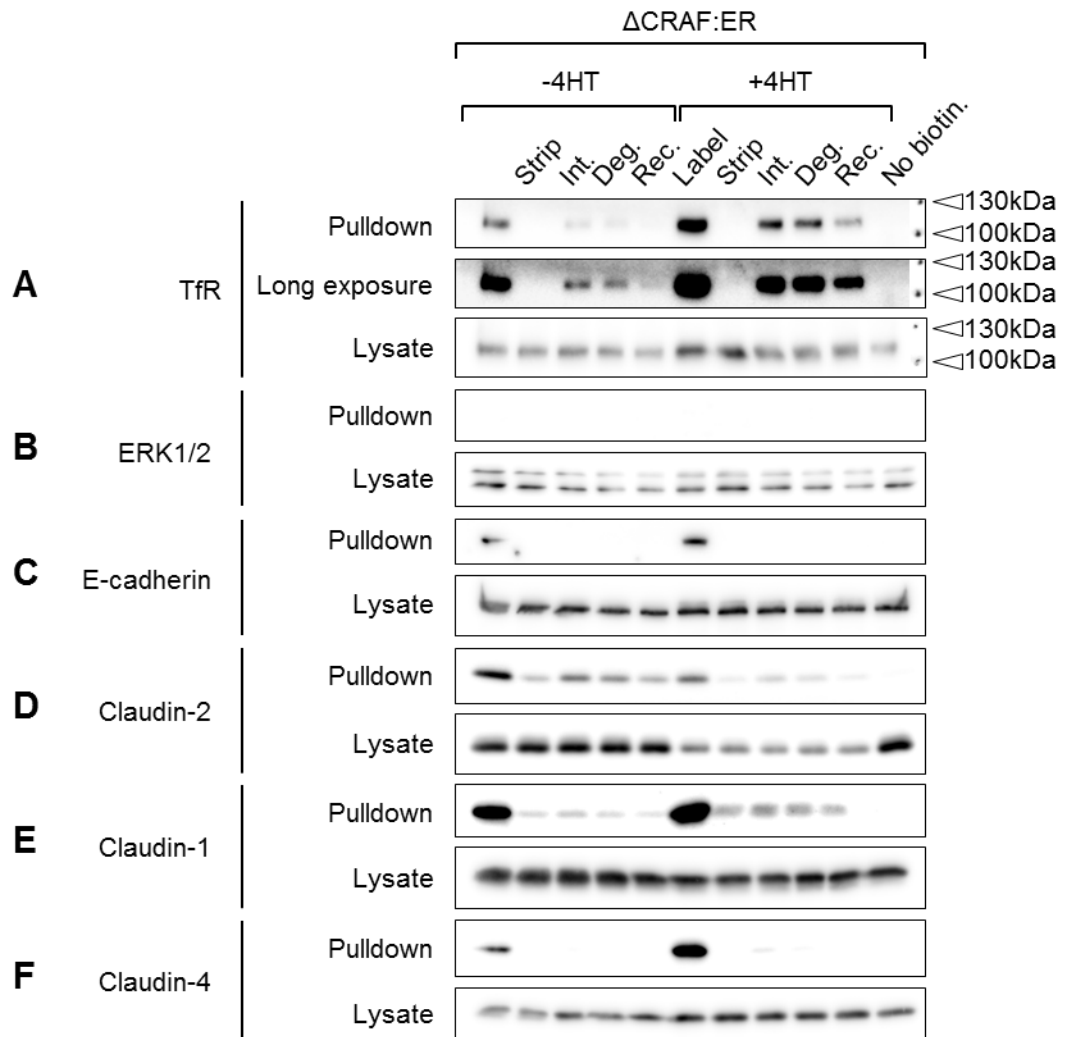 ΔCRAF:ER
-4HT +4HT
Strip Int. Deg. Rec. Label Strip Int. Deg. Rec. No biotin.
A
TfR
Pulldown ◁130kDa
◁100kDa
Long exposure ◁130kDa
◁100kDa
Lysate ◁130kDa
◁100kDa
B
ERK1/2
Pulldown
Lysate
C
E-cadherin
Pulldown
Lysate
D
Claudin-2
Pulldown
Lysate
E
Claudin-1
Pulldown
Lysate
F
Claudin-4
Pulldown
Lysate